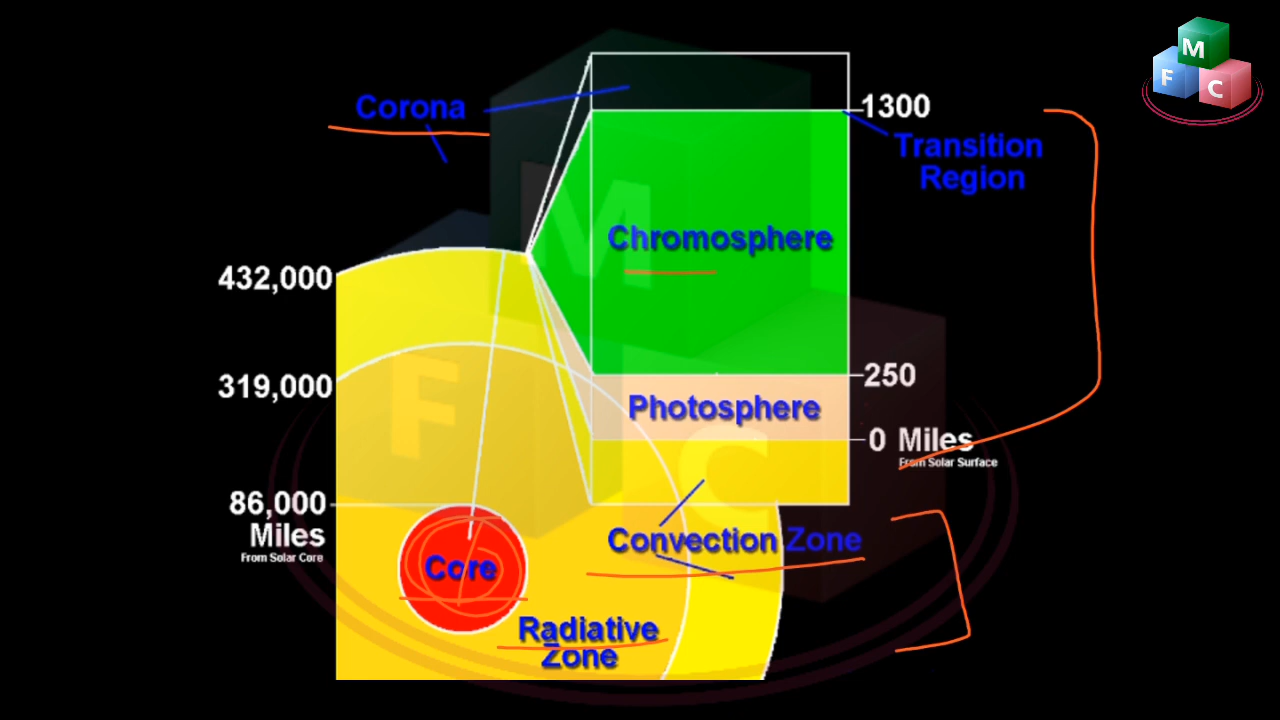 M
F
C
Corona
1300
Transition
Region
M
Chromosphere
432,000
319,000
F
250
Photosphere
0 Miles
From Solar Surface
C
86,000
Miles
From Solar Core
Convection Zone
Core
Radiative
Zone